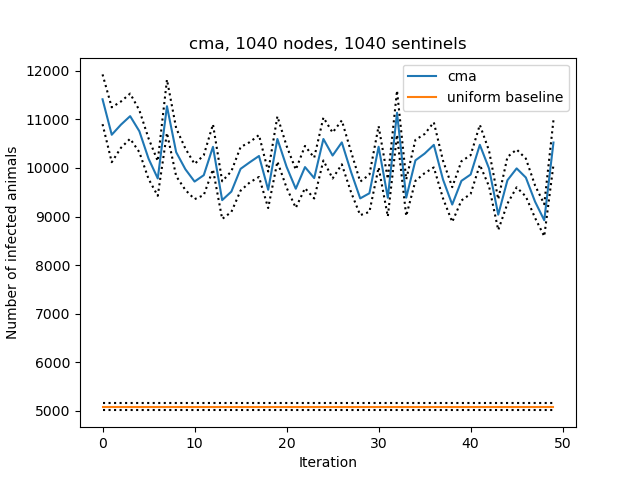 cma, 1040 nodes, 1040 sentinels
cma
uniform baseline
12000
11000
10000
9000
8000
7000
6000
5000
Number of infected animals
0 10 20 30 40 50
Iteration